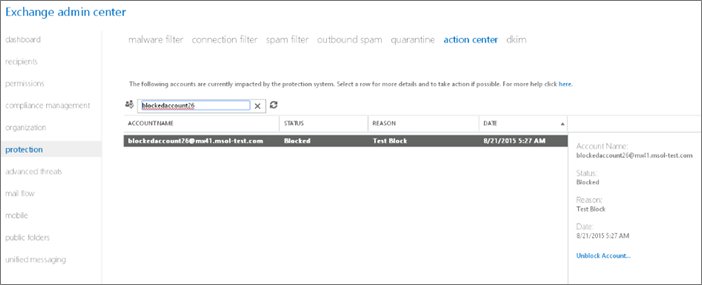 Exchange admin center
dashboard
recipients
permissions
compliance management
organization
protection
advanced threats
mail flow
mobile
public folders
unified messaging
malware filter connection filter spam filter outbound spam quarantine action center dkim
The following accounts are currently impacted by the protection system. Select a row for more details and to take action if possible. For more help click here.
blockedaccount26
ACCOUNTNAME STATUS REASON DATE
blockedaccount26@mx41.msol-test.com Blocked Test Block 8/21/2015 5:27 AM
Account Name:
blockedaccount26@mx41.msol-test.com
Status:
Blocked
Reason:
Test Block
Date:
8/21/2015 5:27 AM
Unblock Account...